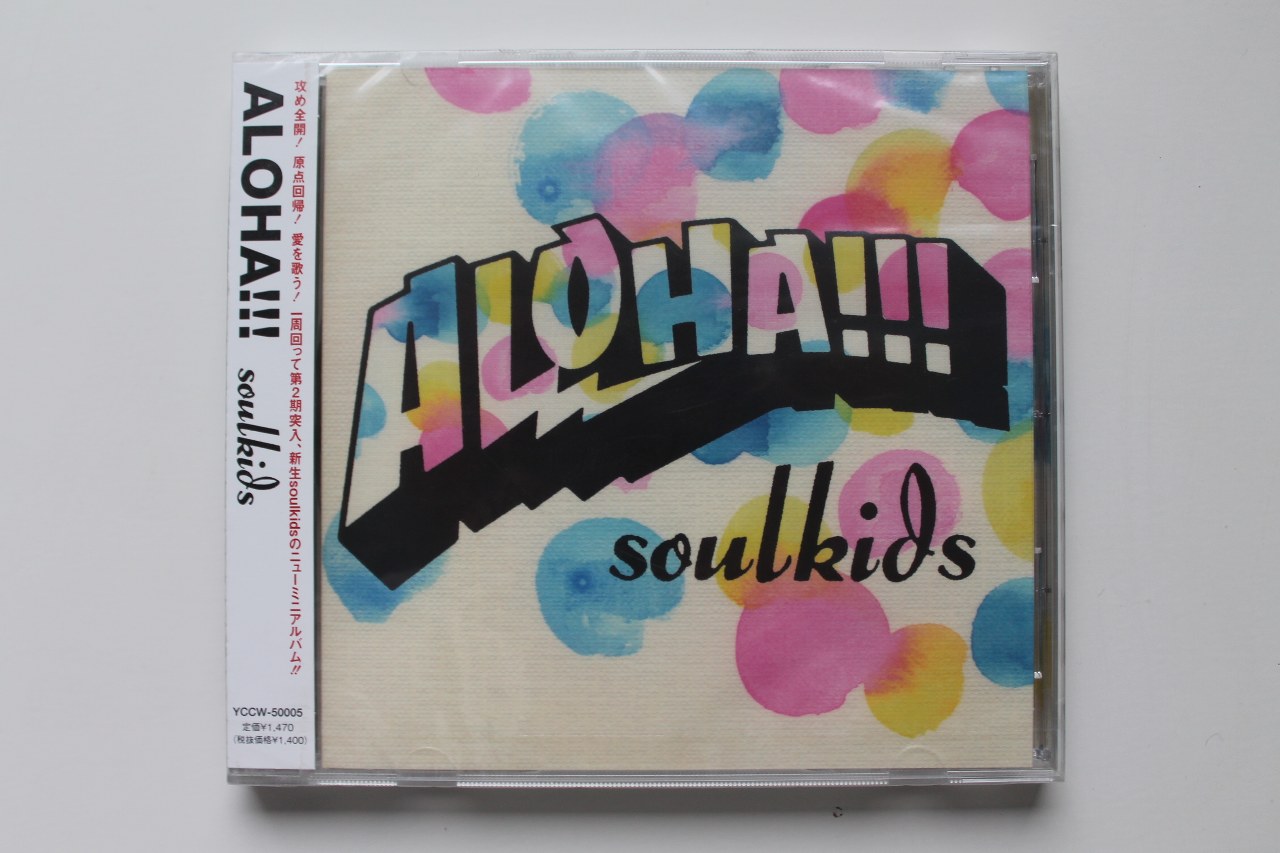 攻め全開！ 原点回帰！ 愛を歌う！ 一周回って第2期突入、新生soulkidsのニューミニアルバム!!
ALOHA!!! soulkids
YCCW-50005
定価¥1,470
(税抜価格¥1,400)
ALOHA!!!
soulkids